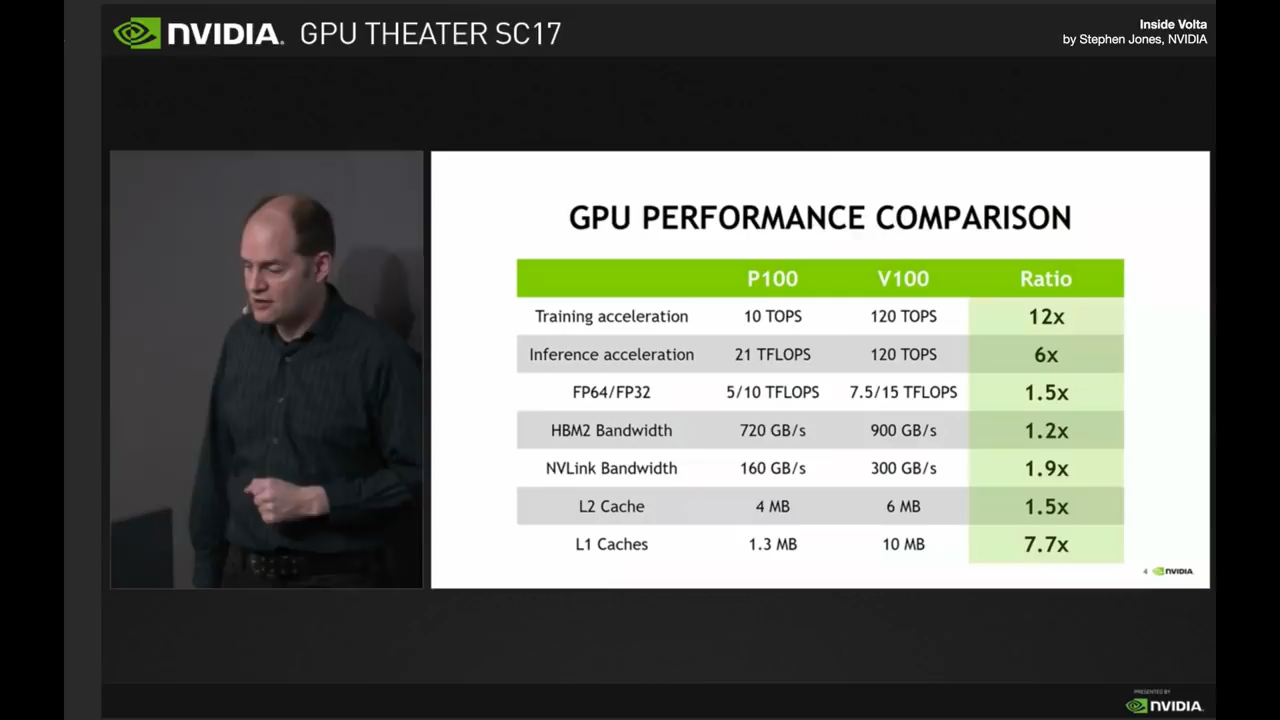 NVIDIA. GPU THEATER SC17
Inside Volta
by Stephen Jones, NVIDIA
GPU PERFORMANCE COMPARISON
P100 V100 Ratio
Training acceleration 10 TOPS 120 TOPS 12x
Inference acceleration 21 TFLOPS 120 TOPS 6x
FP64/FP32 5/10 TFLOPS 7.5/15 TFLOPS 1.5x
HBM2 Bandwidth 720 GB/s 900 GB/s 1.2x
NVLink Bandwidth 160 GB/s 300 GB/s 1.9x
L2 Cache 4 MB 6 MB 1.5x
L1 Caches 1.3 MB 10 MB 7.7x
4 NVIDIA
PRESENTED BY
NVIDIA.